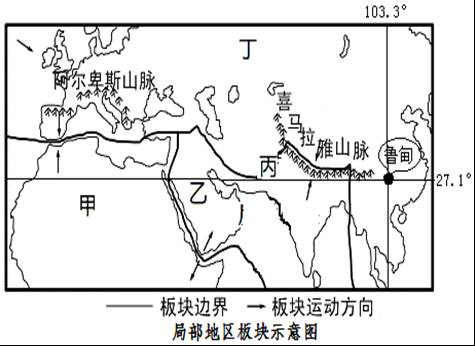 103.3°
丁
阿尔卑斯山脉
喜马拉雅山脉
鲁甸
丙
27.1°
甲
乙
板块边界
板块运动方向
局部地区板块示意图